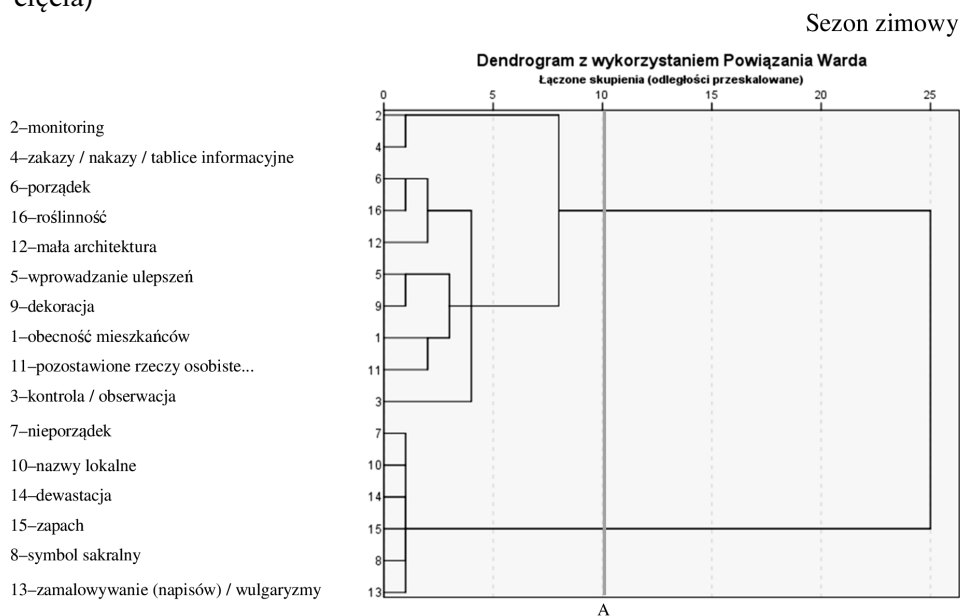 cięcia)
Sezon zimowy
Dendrogram z wykorzystaniem Powiązania Warda
Łączone skupienia (odległości przeskalowane)
0 5 10 15 20 25
2–monitoring
4–zakazy / nakazy / tablice informacyjne
6–porządek
16–roślinność
12–mała architektura
5–wprowadzanie ulepszeń
9–dekoracja
1–obecność mieszkańców
11–pozostawione rzeczy osobiste...
3–kontrola / obserwacja
7–nieporządek
10–nazwy lokalne
14–dewastacja
15–zapach
8–symbol sakralny
13–zamalowywanie (napisów) / wulgaryzmy
2
4
6
16
12
5
9
1
11
3
7
10
14
15
8
13
A